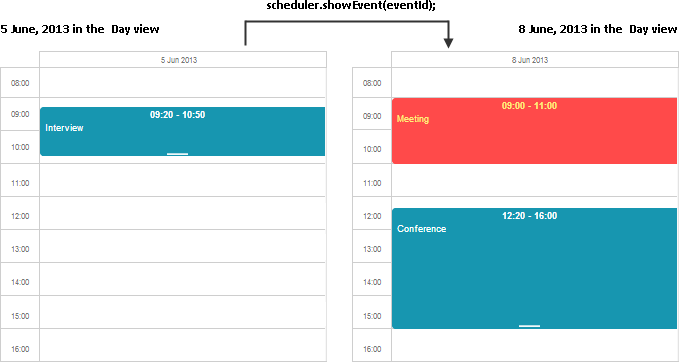 scheduler.showEvent(eventId);
5 June, 2013 in the Day view
8 June, 2013 in the Day view
5 Jun 2013
08:00
09:00
10:00
11:00
12:00
13:00
14:00
15:00
16:00
09:20 - 10:50
Interview
8 Jun 2013
08:00
09:00
10:00
11:00
12:00
13:00
14:00
15:00
16:00
09:00 - 11:00
Meeting
12:20 - 16:00
Conference